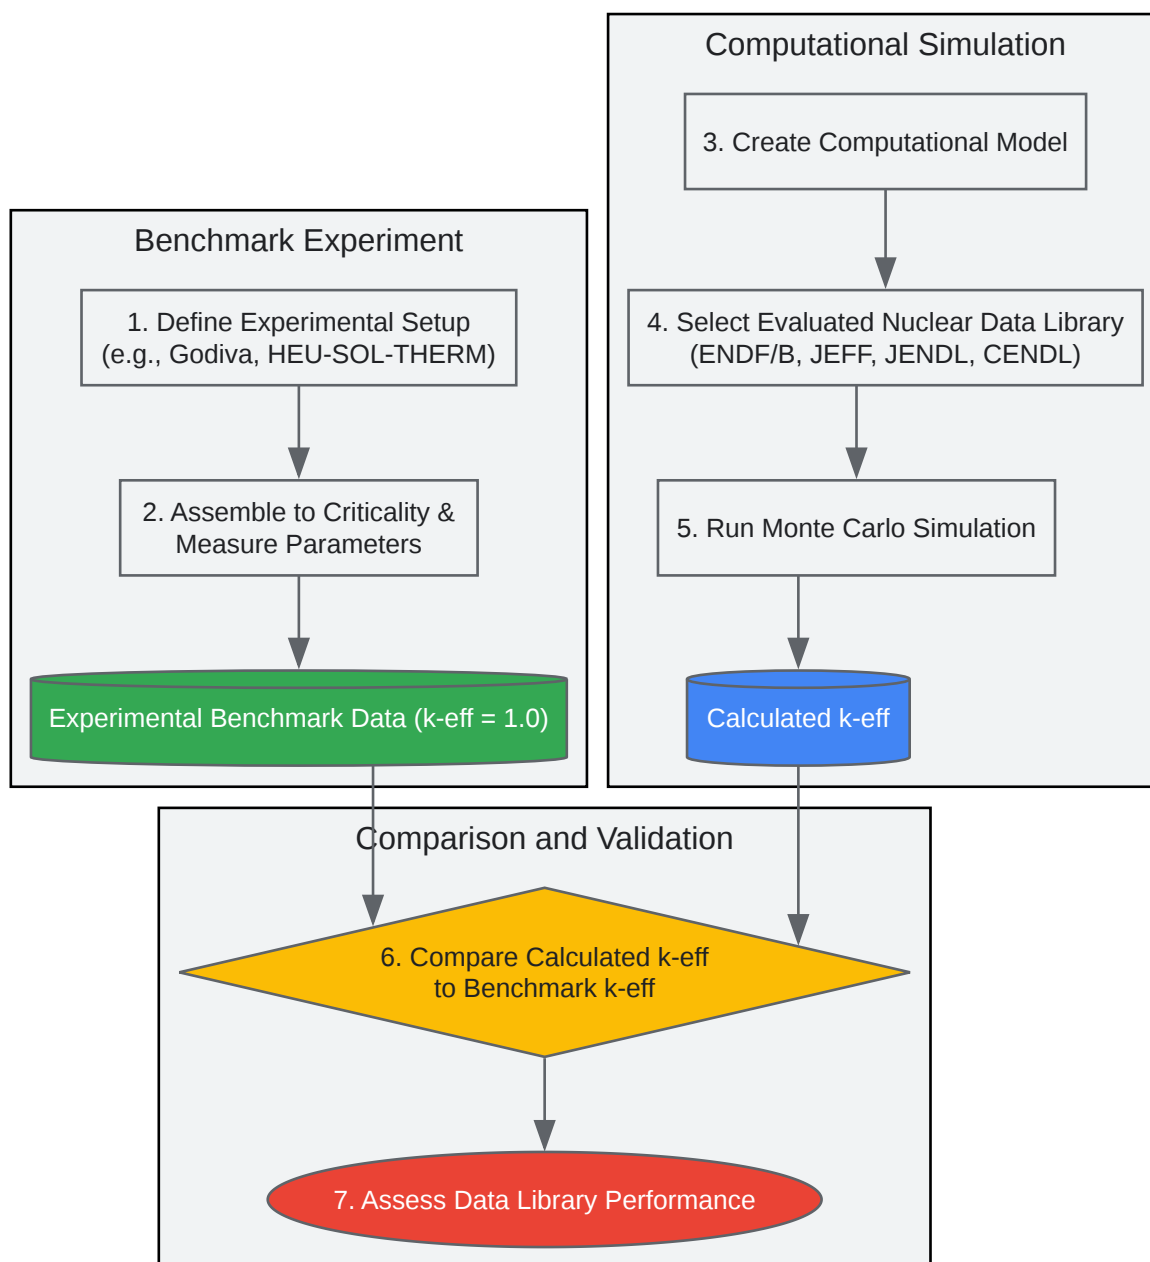 Computational Simulation
3. Create Computational Model
Benchmark Experiment
1. Define Experimental Setup
(e.g., Godiva, HEU-SOL-THERM)
4. Select Evaluated Nuclear Data Library
(ENDF/B, JEFF, JENDL, CENDL)
2. Assemble to Criticality &
Measure Parameters
5. Run Monte Carlo Simulation
Experimental Benchmark Data (k-eff = 1.0)
Calculated k-eff
Comparison and Validation
6. Compare Calculated k-eff
to Benchmark k-eff
7. Assess Data Library Performance